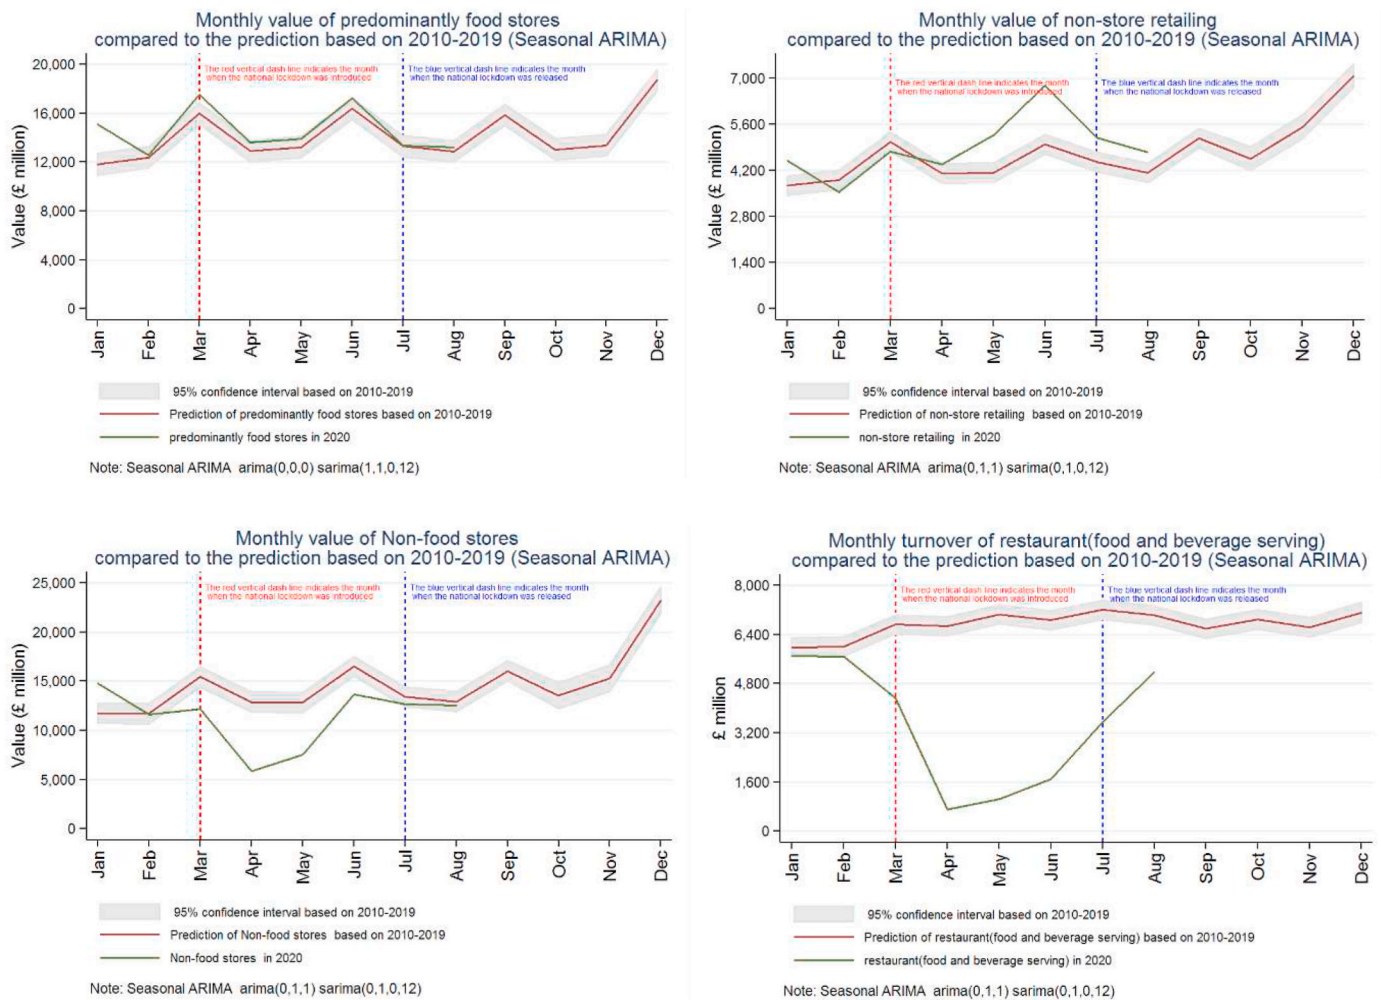 Monthly value of predominantly food stores
compared to the prediction based on 2010-2019 (Seasonal ARIMA)
20,000
16,000
12,000
8,000
4,000
0
Value (£ million)
The red vertical dash line indicates the month
when the national lockdown was introduced
The blue vertical dash line indicates the month
when the national lockdown was released
Jan
Feb
Mar
Apr
May
Jun
Jul
Aug
Sep
Oct
Nov
Dec
95% confidence interval based on 2010-2019
Prediction of predominantly food stores based on 2010-2019
predominantly food stores in 2020
Note: Seasonal ARIMA arima(0,0,0) sarima(1,1,0,12)
Monthly value of non-store retailing
compared to the prediction based on 2010-2019 (Seasonal ARIMA)
7,000
5,600
4,200
2,800
1,400
0
Value (£ million)
The red vertical dash line indicates the month
when the national lockdown was introduced
The blue vertical dash line indicates the month
when the national lockdown was released
Jan
Feb
Mar
Apr
May
Jun
Jul
Aug
Sep
Oct
Nov
Dec
95% confidence interval based on 2010-2019
Prediction of non-store retailing based on 2010-2019
non-store retailing in 2020
Note: Seasonal ARIMA arima(0,1,1) sarima(0,1,0,12)
Monthly value of Non-food stores
compared to the prediction based on 2010-2019 (Seasonal ARIMA)
25,000
20,000
15,000
10,000
5,000
0
Value (£ million)
The red vertical dash line indicates the month
when the national lockdown was introduced
The blue vertical dash line indicates the month
when the national lockdown was released
Jan
Feb
Mar
Apr
May
Jun
Jul
Aug
Sep
Oct
Nov
Dec
95% confidence interval based on 2010-2019
Prediction of Non-food stores based on 2010-2019
Non-food stores in 2020
Note: Seasonal ARIMA arima(0,1,1) sarima(0,1,0,12)
Monthly turnover of restaurant(food and beverage serving)
compared to the prediction based on 2010-2019 (Seasonal ARIMA)
8,000
6,400
4,800
3,200
1,600
0
£ million
The red vertical dash line indicates the month
when the national lockdown was introduced
The blue vertical dash line indicates the month
when the national lockdown was released
Jan
Feb
Mar
Apr
May
Jun
Jul
Aug
Sep
Oct
Nov
Dec
95% confidence interval based on 2010-2019
Prediction of restaurant(food and beverage serving) based on 2010-2019
restaurant(food and beverage serving) in 2020
Note: Seasonal ARIMA arima(0,1,1) sarima(0,1,0,12)